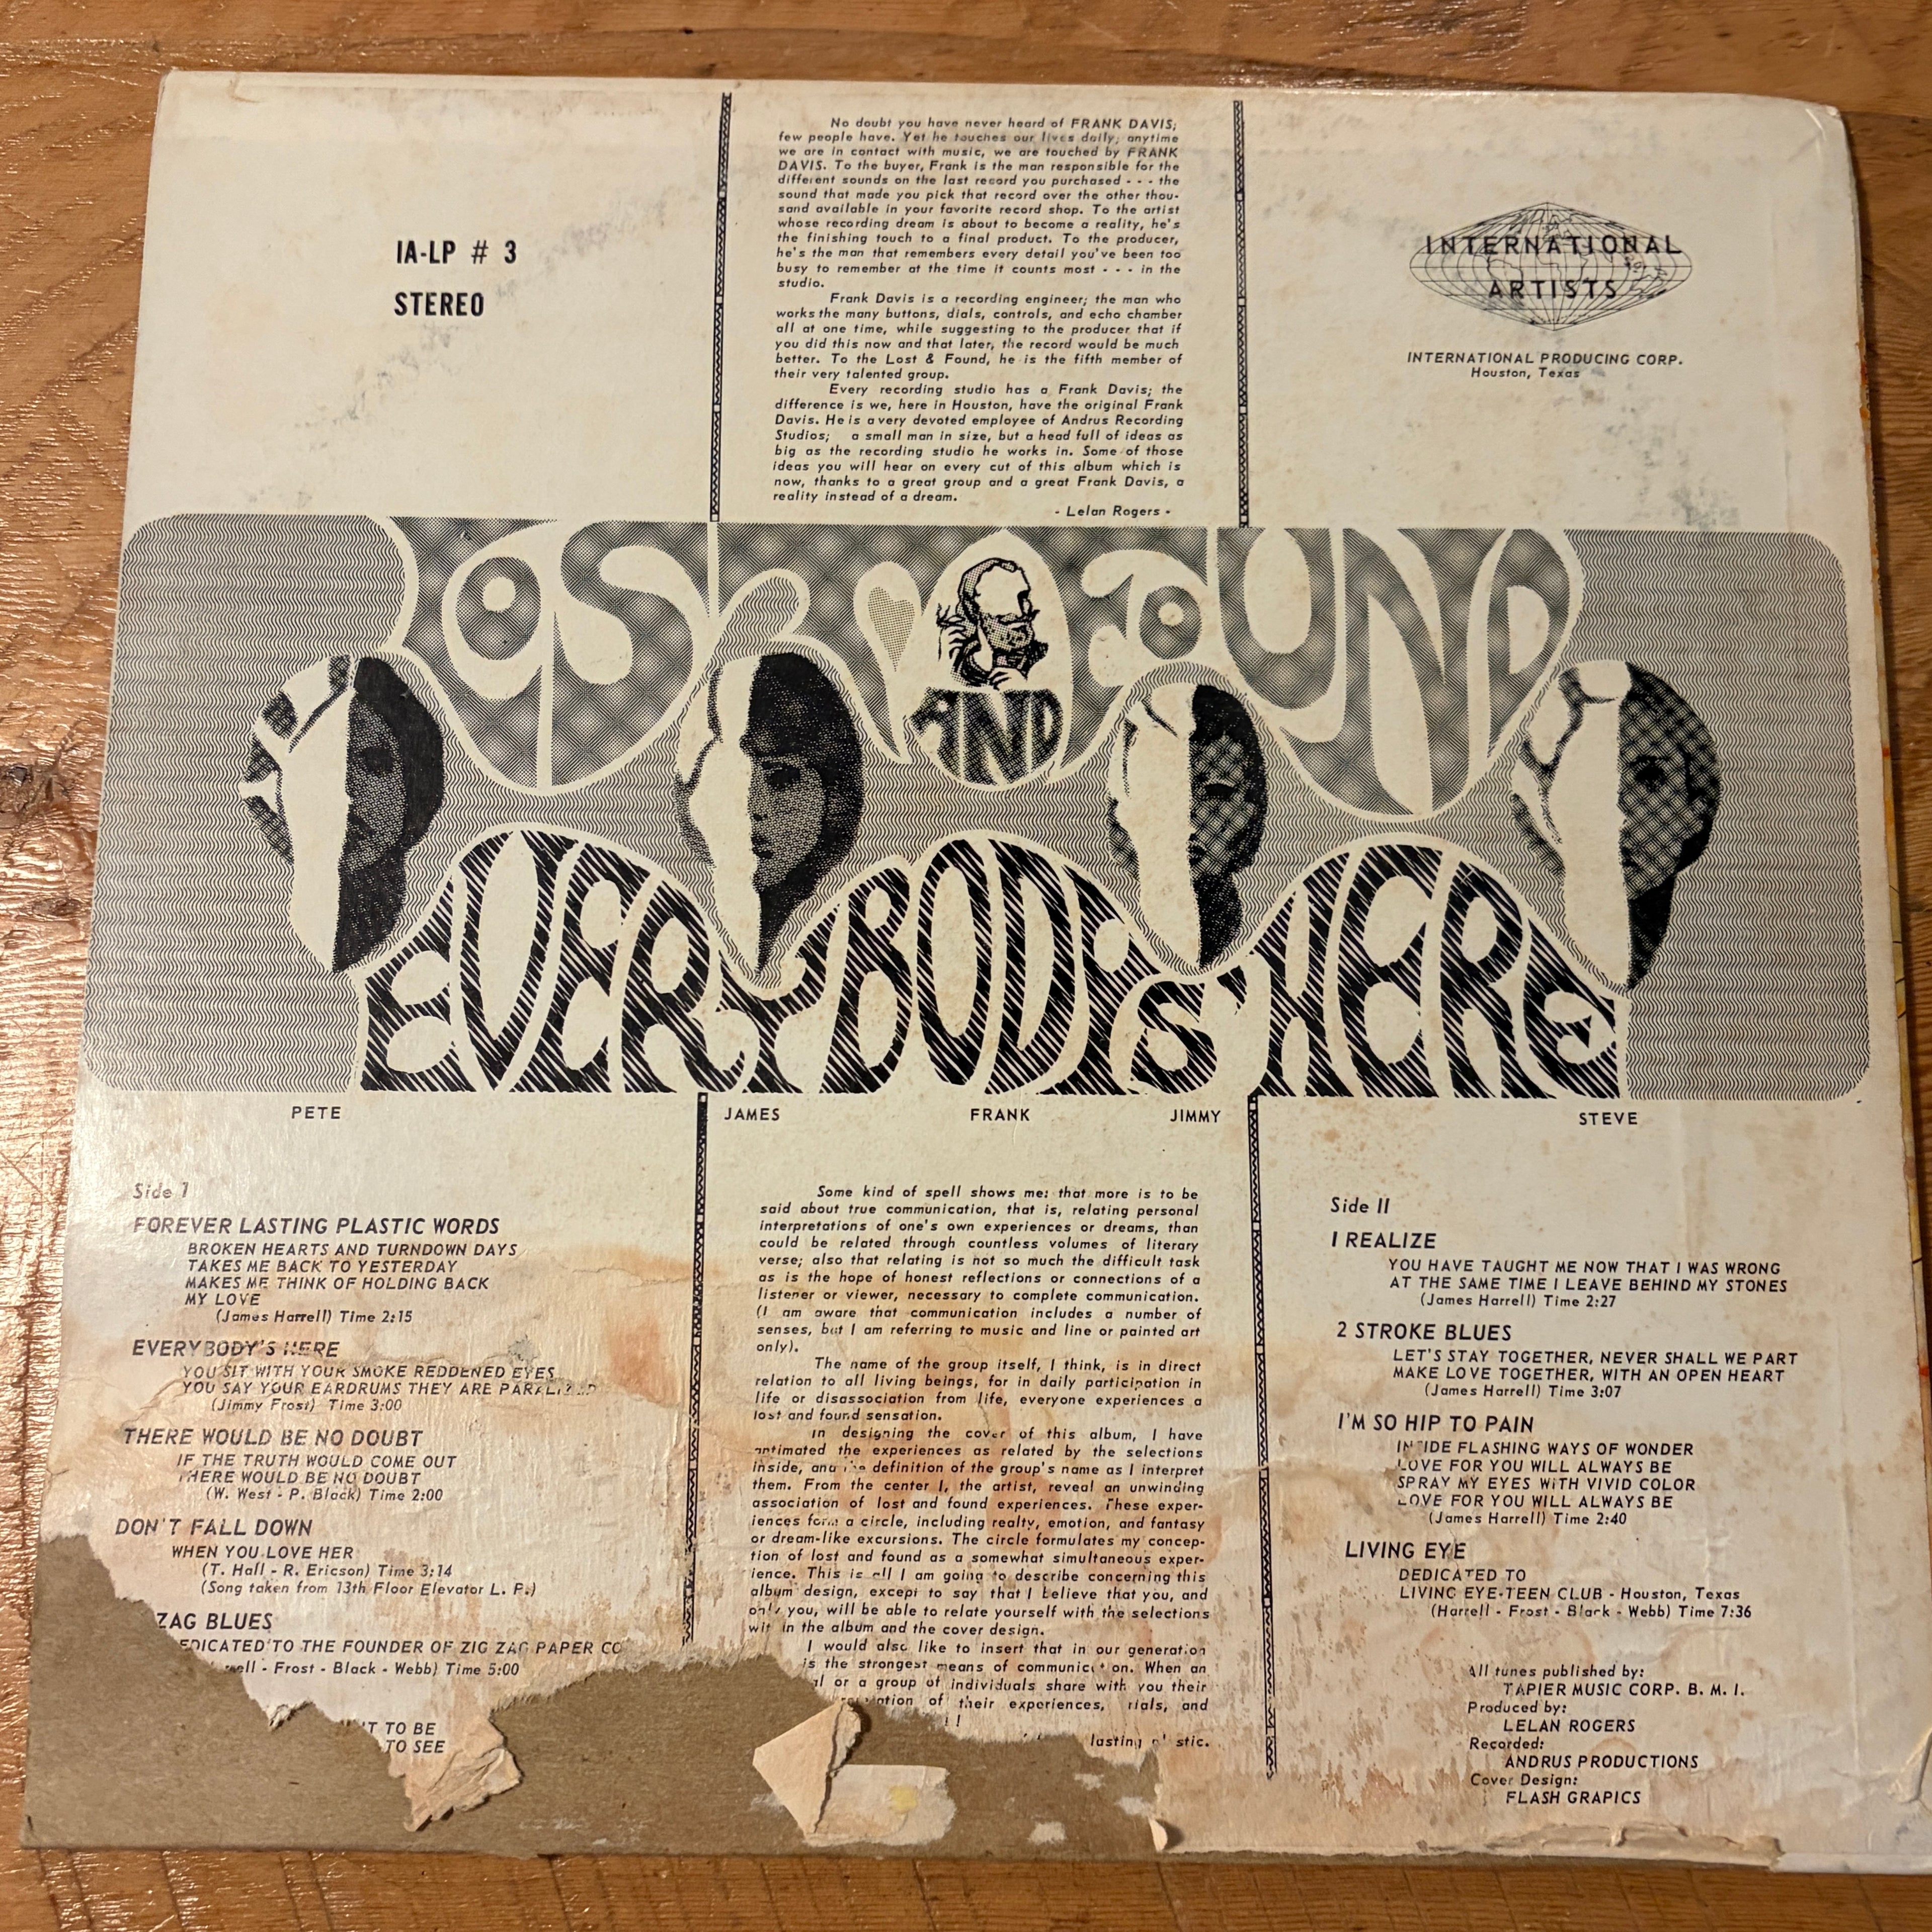 IA-LP # 3
STEREO
No doubt you have never heard of FRANK DAVIS;
few people have. Yet he touches our lives daily; anytime
we are in contact with music, we are touched by FRANK
DAVIS. To the buyer, Frank is the man responsible for the
different sounds on the last record you purchased - - - the
sound that made you pick that record over the other thou-
sand available in your favorite record shop. To the artist
whose recording dream is about to become a reality, he's
the finishing touch to a final product. To the producer,
he's the man that remembers every detail you've been too
busy to remember at the time it counts most - - - in the
studio.
Frank Davis is a recording engineer; the man who
works the many buttons, dials, controls, and echo chamber
all at one time, while suggesting to the producer that if
you did this now and that later, the record would be much
better. To the Lost & Found, he is the fifth member of
their very talented group.
Every recording studio has a Frank Davis; the
difference is we, here in Houston, have the original Frank
Davis. He is a very devoted employee of Andrus Recording
Studios; a small man in size, but a head full of ideas as
big as the recording studio he works in. Some of those
ideas you will hear on every cut of this album which is
now, thanks to a great group and a great Frank Davis, a
reality instead of a dream.
- Lelan Rogers -
INTERNATIONAL
ARTISTS
INTERNATIONAL PRODUCING CORP.
Houston, Texas
LOST AND FOUND
EVERYBODY'S HERE
PETE JAMES FRANK JIMMY STEVE
Side 1
FOREVER LASTING PLASTIC WORDS
BROKEN HEARTS AND TURNDOWN DAYS
TAKES ME BACK TO YESTERDAY
MAKES ME THINK OF HOLDING BACK
MY LOVE
(James Harrell) Time 2:15
EVERYBODY'S HERE
YOU SIT WITH YOUR SMOKE REDDENED EYES
YOU SAY YOUR EARDRUMS THEY ARE PARALIZED
(Jimmy Frost) Time 3:00
THERE WOULD BE NO DOUBT
IF THE TRUTH WOULD COME OUT
THERE WOULD BE NO DOUBT
(W. West - P. Black) Time 2:00
DON'T FALL DOWN
WHEN YOU LOVE HER
(T. Hall - R. Ericson) Time 3:14
(Song taken from 13th Floor Elevator L. P.)
ZAG BLUES
DEDICATED TO THE FOUNDER OF ZIG ZAG PAPER CO
- Frost - Black - Webb) Time 5:00
TO BE
TO SEE
Some kind of spell shows me: that more is to be
said about true communication, that is, relating personal
interpretations of one's own experiences or dreams, than
could be related through countless volumes of literary
verse; also that relating is not so much the difficult task
as is the hope of honest reflections or connections of a
listener or viewer, necessary to complete communication.
(I am aware that communication includes a number of
senses, but I am referring to music and line or painted art
only).
The name of the group itself, I think, is in direct
relation to all living beings, for in daily participation in
life or disassociation from life, everyone experiences a
lost and found sensation.
In designing the cover of this album, I have
antimated the experiences as related by the selections
inside, and the definition of the group's name as I interpret
them. From the center I, the artist, reveal an unwinding
association of lost and found experiences. These exper-
iences form a circle, including realty, emotion, and fantasy
or dream-like excursions. The circle formulates my concep-
tion of lost and found as a somewhat simultaneous exper-
ience. This is all I am going to describe concerning this
album design, except to say that I believe that you, and
only you, will be able to relate yourself with the selections
within the album and the cover design.
I would also like to insert that in our generation
is the strongest means of communication. When an
or a group of individuals share with you their
of their experiences, and
!!
lasting
Side II
I REALIZE
YOU HAVE TAUGHT ME NOW THAT I WAS WRONG
AT THE SAME TIME I LEAVE BEHIND MY STONES
(James Harrell) Time 2:27
2 STROKE BLUES
LET'S STAY TOGETHER, NEVER SHALL WE PART
MAKE LOVE TOGETHER, WITH AN OPEN HEART
(James Harrell) Time 3:07
I'M SO HIP TO PAIN
INSIDE FLASHING WAYS OF WONDER
LOVE FOR YOU WILL ALWAYS BE
SPRAY MY EYES WITH VIVID COLOR
LOVE FOR YOU WILL ALWAYS BE
(James Harrell) Time 2:40
LIVING EYE
DEDICATED TO
LIVING EYE-TEEN CLUB - Houston, Texas
(Harrell - Frost - Black - Webb) Time 7:36
All tunes published by:
TAPIER MUSIC CORP. B. M. I.
Produced by:
LELAN ROGERS
Recorded:
ANDRUS PRODUCTIONS
Cover Design:
FLASH GRAPICS